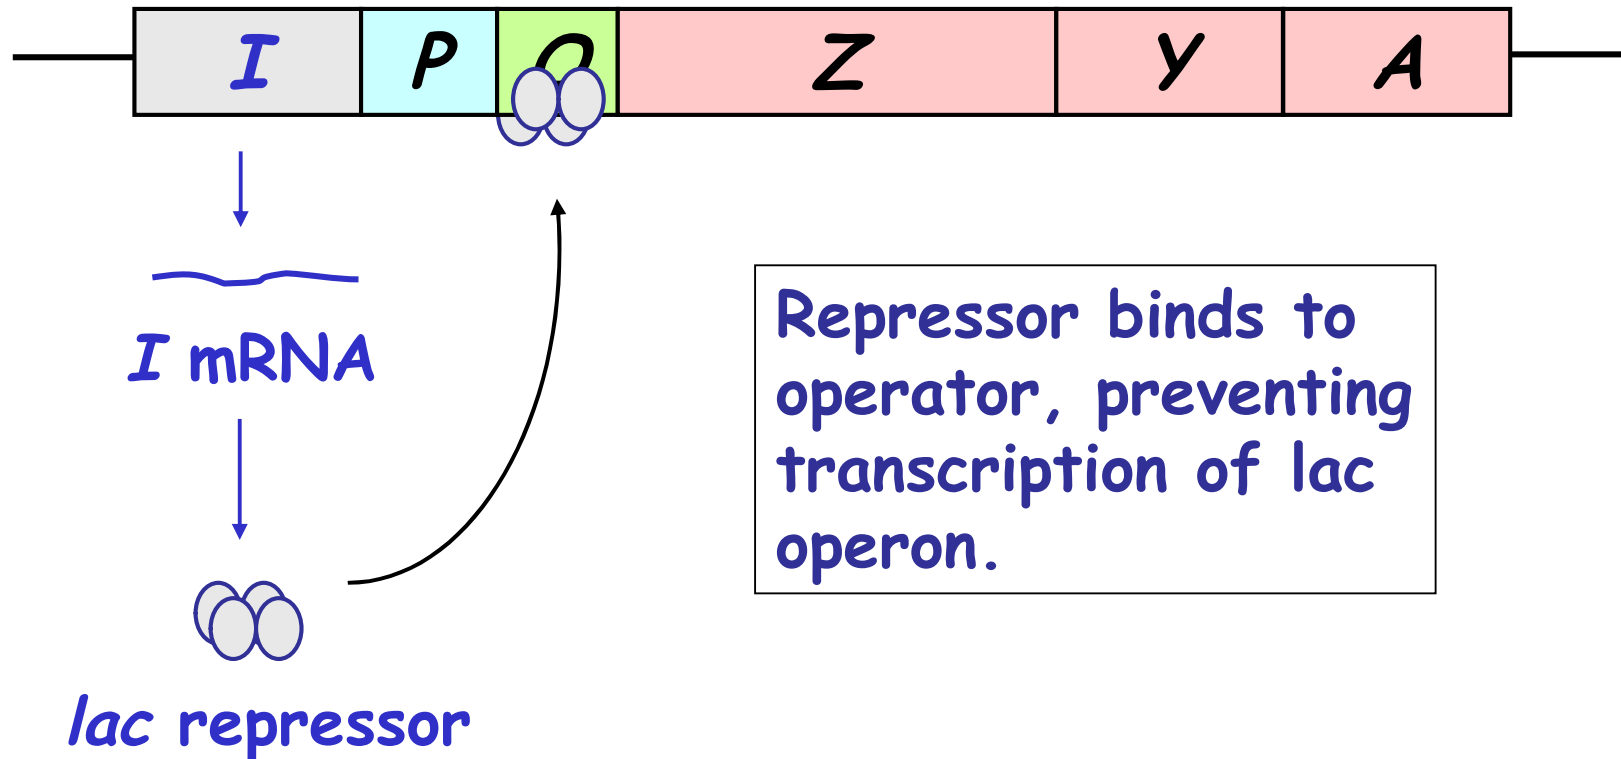 I P O Z Y A
I mRNA
Repressor binds to
operator, preventing
transcription of lac
operon.
lac repressor